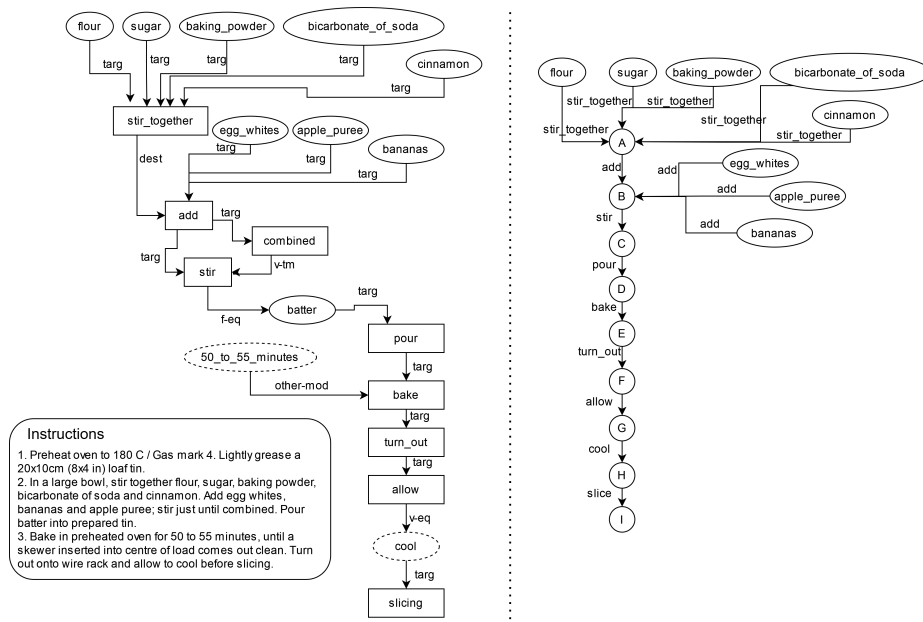 flour
sugar
baking_powder
bicarbonate_of_soda
targ
targ
targ
targ
cinnamon
targ
stir_together
egg_whites
apple_puree
bananas
targ
targ
targ
dest
add
targ
combined
targ
v-tm
stir
f-eq
batter
targ
pour
50_to_55_minutes
targ
other-mod
bake
targ
turn_out
targ
allow
v-eq
cool
targ
slicing
Instructions
1. Preheat oven to 180 C / Gas mark 4. Lightly grease a
20x10cm (8x4 in) loaf tin.
2. In a large bowl, stir together flour, sugar, baking powder,
bicarbonate of soda and cinnamon. Add egg whites,
bananas and apple puree; stir just until combined. Pour
batter into prepared tin.
3. Bake in preheated oven for 50 to 55 minutes, until a
skewer inserted into centre of load comes out clean. Turn
out onto wire rack and allow to cool before slicing.
flour
sugar
baking_powder
bicarbonate_of_soda
stir_together
stir_together
stir_together
cinnamon
stir_together
stir_together
A
add
egg_whites
add
add
apple_puree
B
stir
add
bananas
C
pour
D
bake
E
turn_out
F
allow
G
cool
H
slice
I